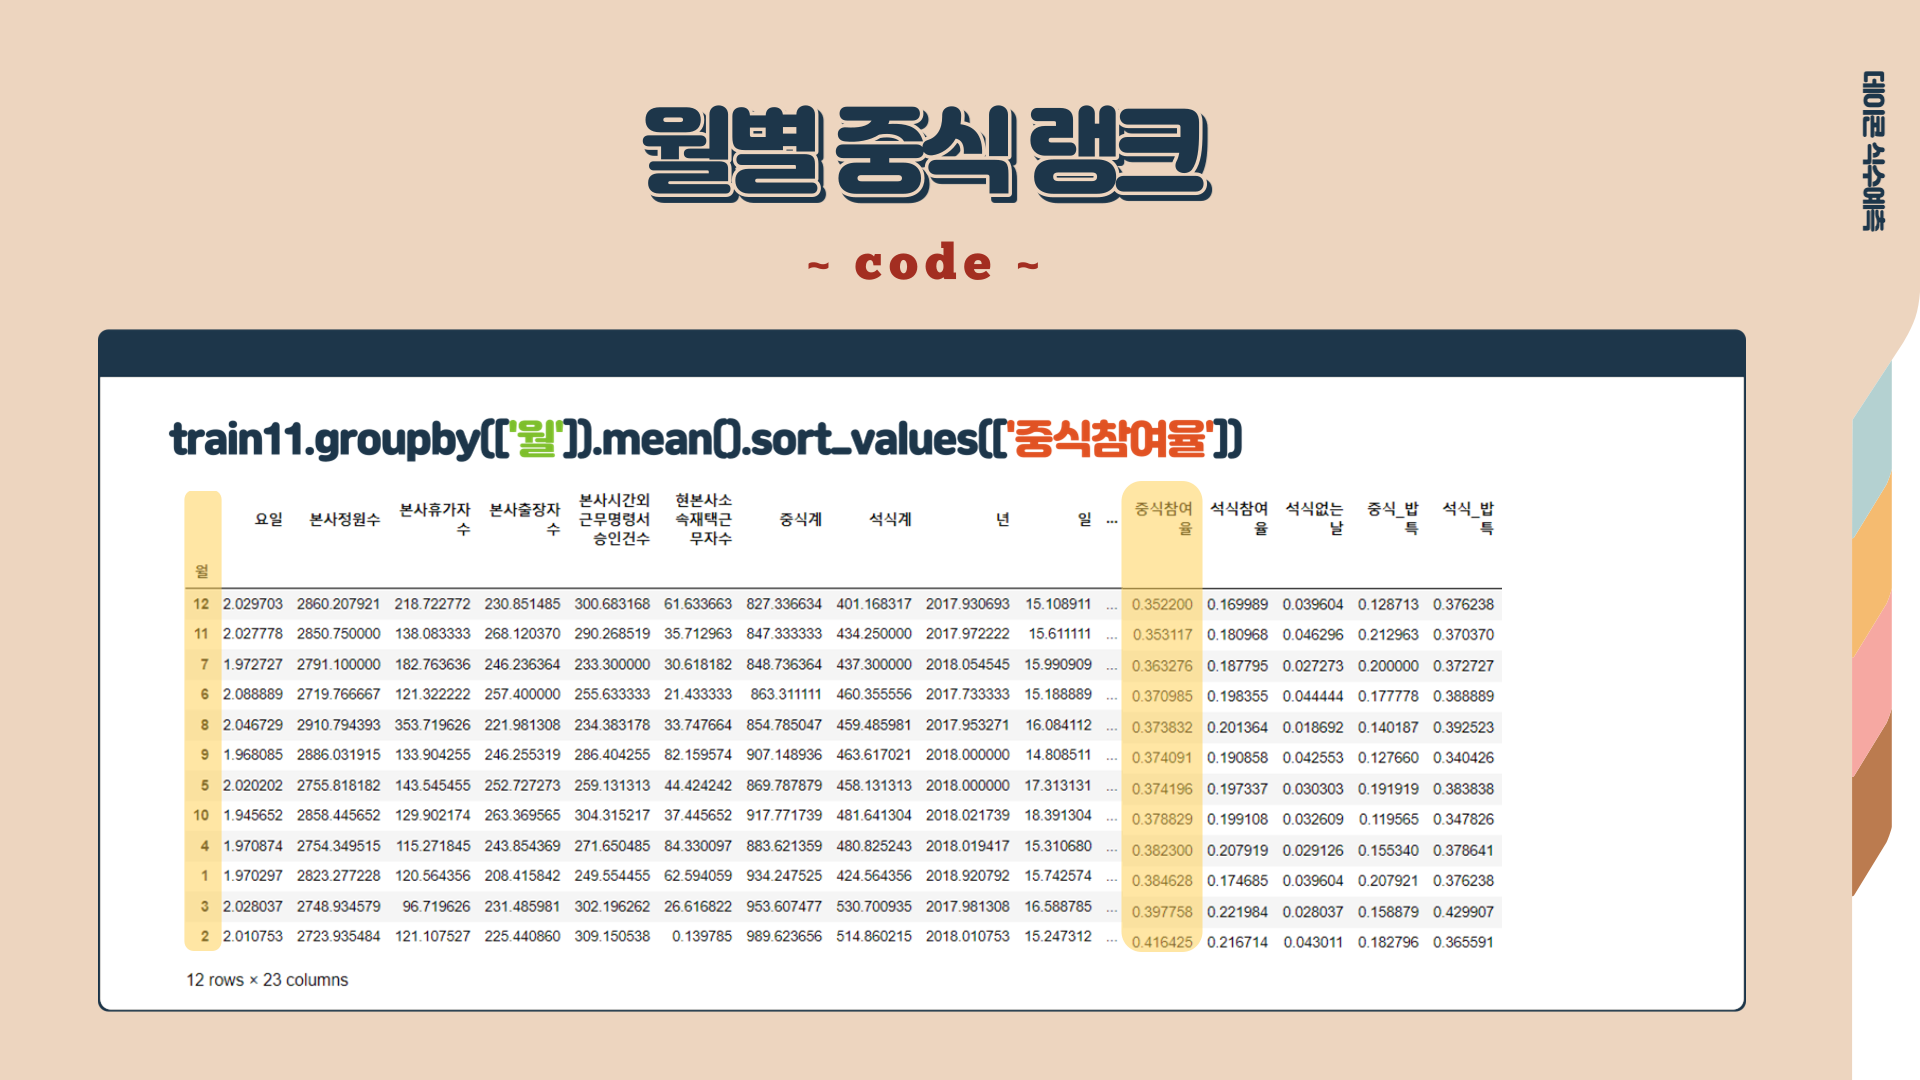 월별 중식 랭크
~ code ~
데이콘 식수예측
train11.groupby(['월']).mean().sort_values(['중식참여율'])
월 요일 본사정원수 본사휴가자수 본사출장자수 본사시간외근무명령서승인건수 현본사소속재택근무자수 중식계 석식계 년 일 ... 중식참여율 석식참여율 석식없는날 중식_밥특 석식_밥특
12 2.029703 2860.207921 218.722772 230.851485 300.683168 61.633663 827.336634 401.168317 2017.930693 15.108911 ... 0.352200 0.169989 0.039604 0.128713 0.376238
11 2.027778 2850.750000 138.083333 268.120370 290.268519 35.712963 847.333333 434.250000 2017.972222 15.611111 ... 0.353117 0.180968 0.046296 0.212963 0.370370
7 1.972727 2791.100000 182.763636 246.236364 233.300000 30.618182 848.736364 437.300000 2018.054545 15.990909 ... 0.363276 0.187795 0.027273 0.200000 0.372727
6 2.088889 2719.766667 121.322222 257.400000 255.633333 21.433333 863.311111 460.355556 2017.733333 15.188889 ... 0.370985 0.198355 0.044444 0.177778 0.388889
8 2.046729 2910.794393 353.719626 221.981308 234.383178 33.747664 854.785047 459.485981 2017.953271 16.084112 ... 0.373832 0.201364 0.018692 0.140187 0.392523
9 1.968085 2886.031915 133.904255 246.255319 286.404255 82.159574 907.148936 463.617021 2018.000000 14.808511 ... 0.374091 0.190858 0.042553 0.127660 0.340426
5 2.020202 2755.818182 143.545455 252.727273 259.131313 44.424242 869.787879 458.131313 2018.000000 17.313131 ... 0.374196 0.197337 0.030303 0.191919 0.383838
10 1.945652 2858.445652 129.902174 263.369565 304.315217 37.445652 917.771739 481.641304 2018.021739 18.391304 ... 0.378829 0.199108 0.032609 0.119565 0.347826
4 1.970874 2754.349515 115.271845 243.854369 271.650485 84.330097 883.621359 480.825243 2018.019417 15.310680 ... 0.382300 0.207919 0.029126 0.155340 0.378641
1 1.970297 2823.277228 120.564356 208.415842 249.554455 62.594059 934.247525 424.564356 2018.920792 15.742574 ... 0.384628 0.174685 0.039604 0.207921 0.376238
3 2.028037 2748.934579 96.719626 231.485981 302.196262 26.616822 953.607477 530.700935 2017.981308 16.588785 ... 0.397758 0.221984 0.028037 0.158879 0.429907
2 2.010753 2723.935484 121.107527 225.440860 309.150538 0.139785 989.623656 514.860215 2018.010753 15.247312 ... 0.416425 0.216714 0.043011 0.182796 0.365591
12 rows × 23 columns